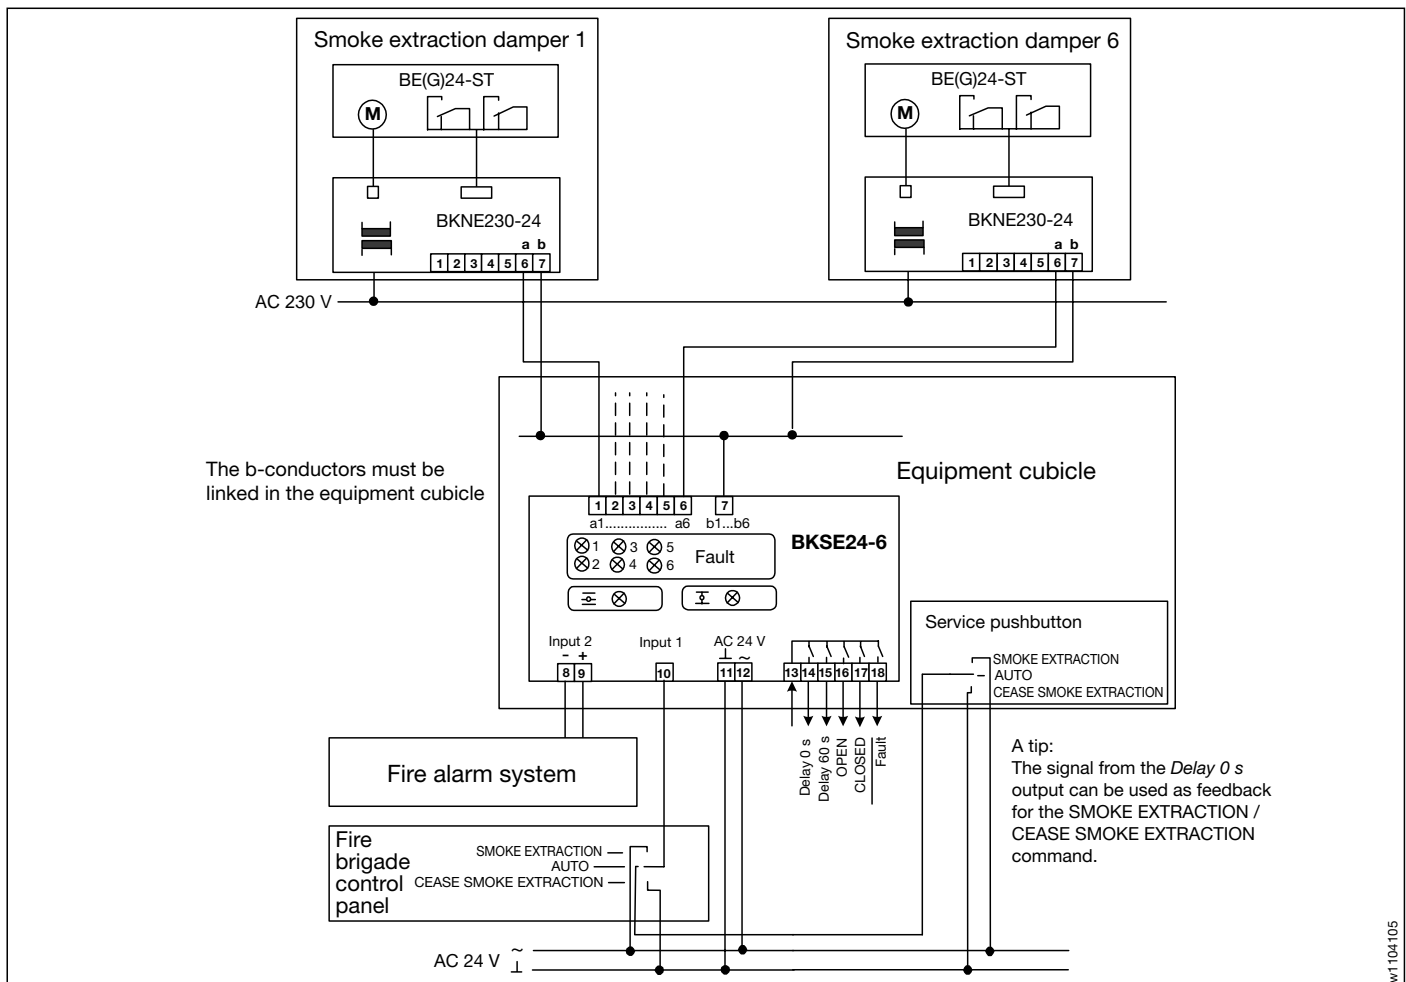 Smoke extraction damper 1
BE(G)24-ST
M
BKNE230-24
a b
1 2 3 4 5 6 7
Smoke extraction damper 6
BE(G)24-ST
M
BKNE230-24
a b
1 2 3 4 5 6 7
AC 230 V
The b-conductors must be
linked in the equipment cubicle
Equipment cubicle
1 2 3 4 5 6 7
a1................ a6 b1...b6
BKSE24-6
1 3 5
2 4 6
Fault
Input 2
- +
8 9
Input 1
10
AC 24 V
⊥ ~
11 12
13 14 15 16 17 18
Delay 0 s
Delay 60 s
OPEN
CLOSED
Fault
Service pushbutton
SMOKE EXTRACTION
AUTO
CEASE SMOKE EXTRACTION
Fire alarm system
A tip:
The signal from the Delay 0 s
output can be used as feedback
for the SMOKE EXTRACTION /
CEASE SMOKE EXTRACTION
command.
Fire
brigade
control
panel
SMOKE EXTRACTION
AUTO
CEASE SMOKE EXTRACTION
AC 24 V ~
⊥
w1104105